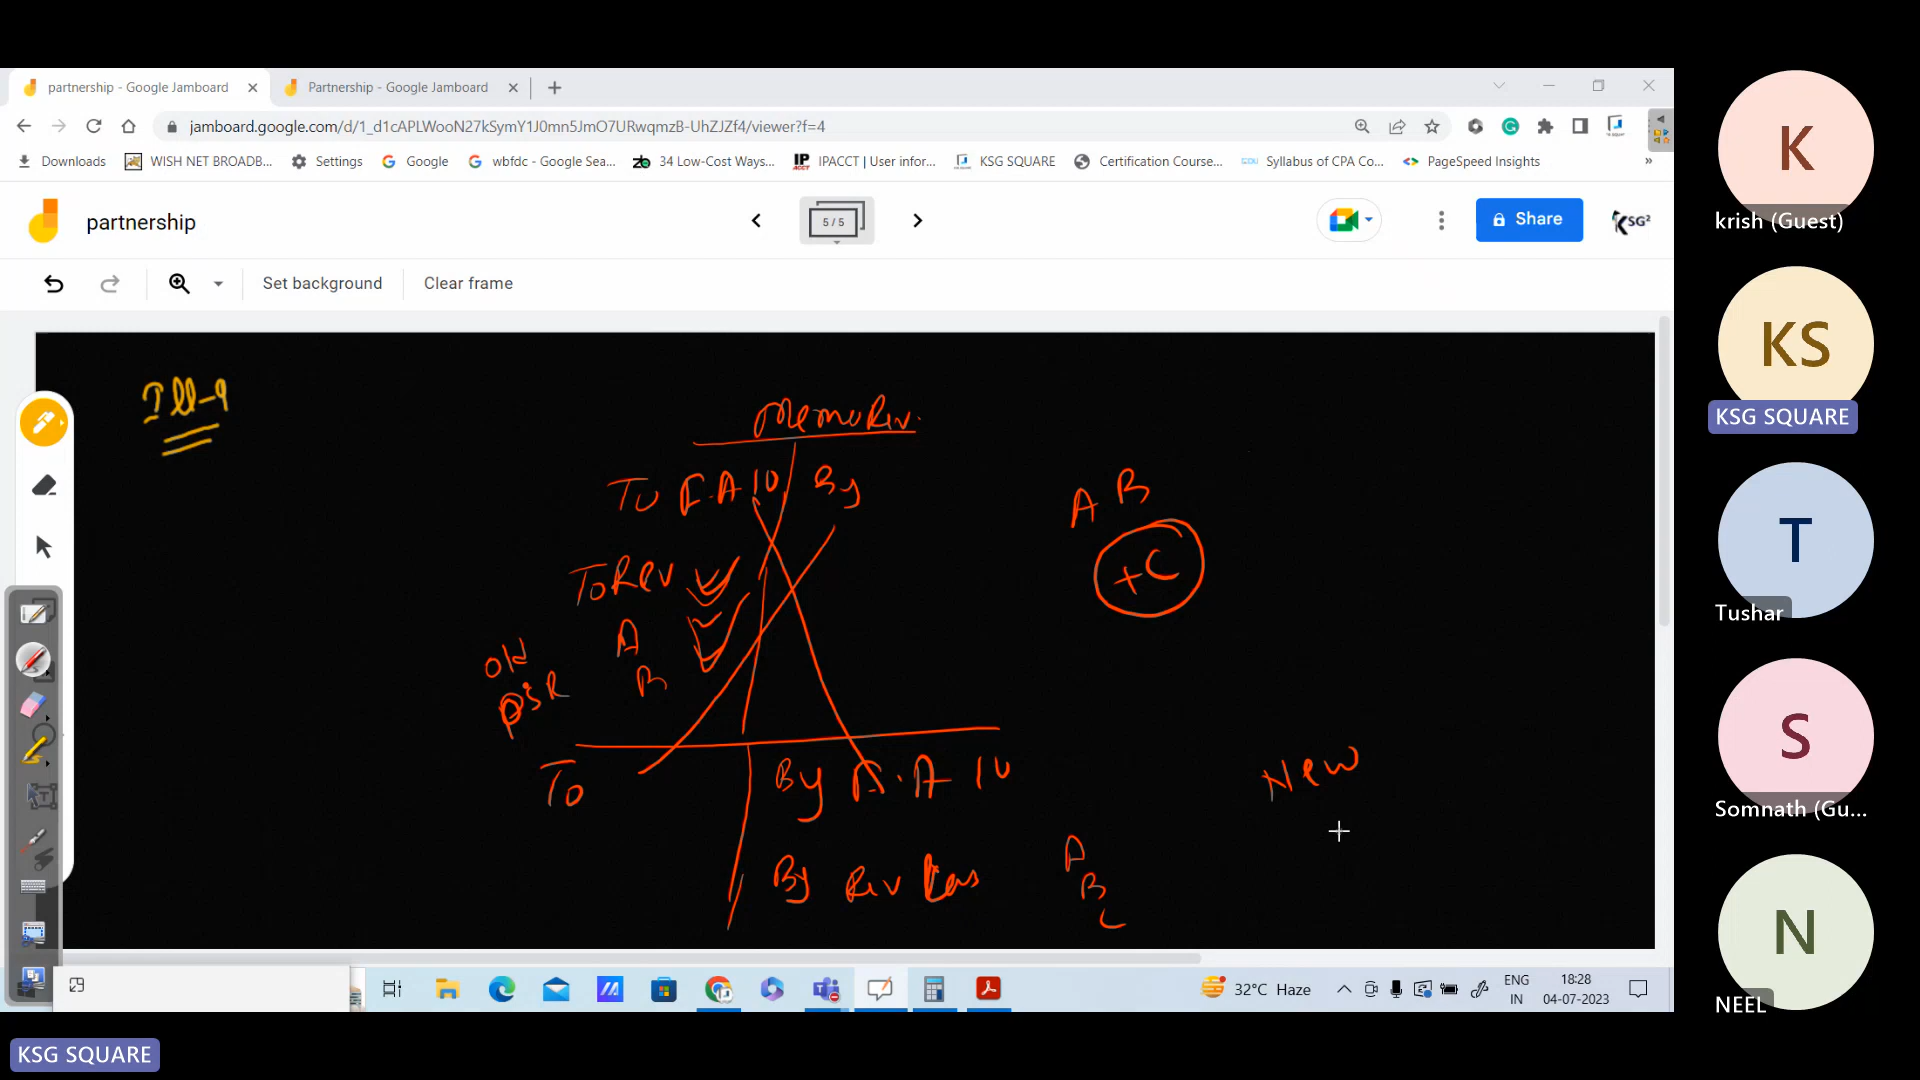 partnership - Google Jamboard
Partnership - Google Jamboard
jamboard.google.com/d/1_d1cAPLWooN27kSymY1J0mn5JmO7URwqmzB-UhZJZf4/viewer?f=4
Downloads
WISH NET BROADB...
Settings
Google
wbfdc - Google Sea...
34 Low-Cost Ways...
IPACCT | User infor...
KSG SQUARE
Certification Course...
Syllabus of CPA Co...
PageSpeed Insights
»
partnership
5 / 5
Share
KSG²
Set background
Clear frame
Ill-9
Memo Rev.
To F.A 10 By
A B
+C
To Rev
A
B
Old
PSR
To
By F.A 10
New
By Rev Loss
A
B
C
32°C Haze
ENG
IN
18:28
04-07-2023
K
krish (Guest)
KS
KSG SQUARE
T
Tushar
S
Somnath (Gu...
N
NEEL
KSG SQUARE